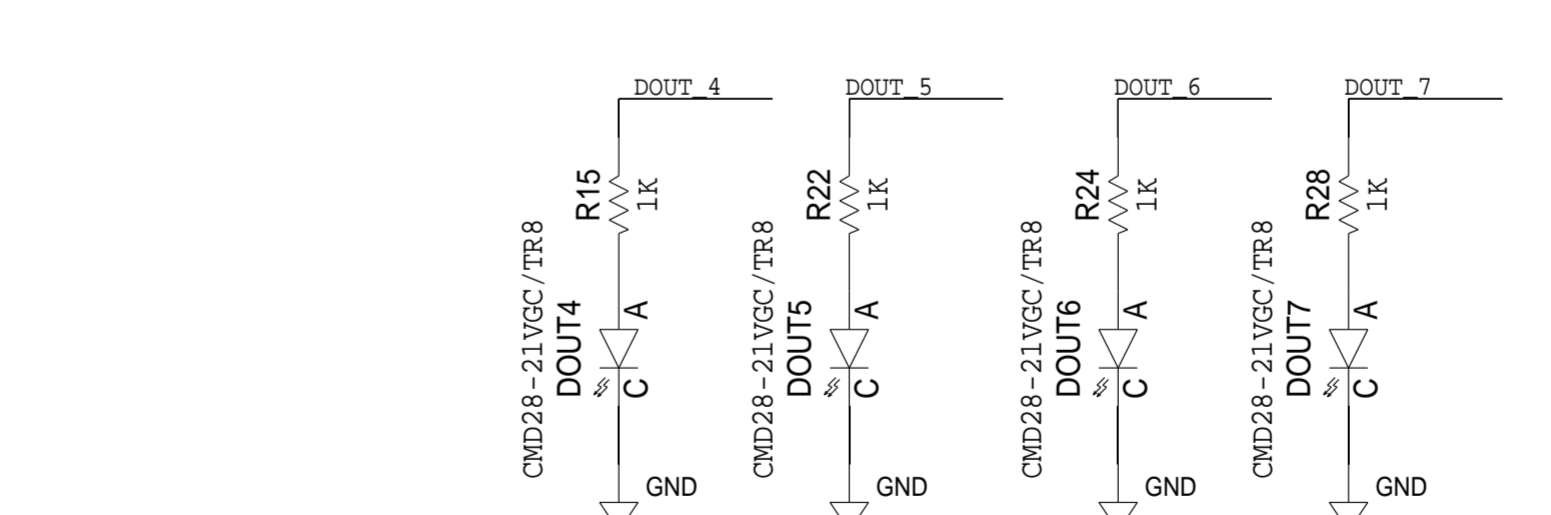 DOUT_4
DOUT_5
DOUT_6
DOUT_7
R15
1K
R22
1K
R24
1K
R28
1K
CMD28-21VGC/TR8
DOUT4
A
C
CMD28-21VGC/TR8
DOUT5
A
C
CMD28-21VGC/TR8
DOUT6
A
C
CMD28-21VGC/TR8
DOUT7
A
C
GND
GND
GND
GND